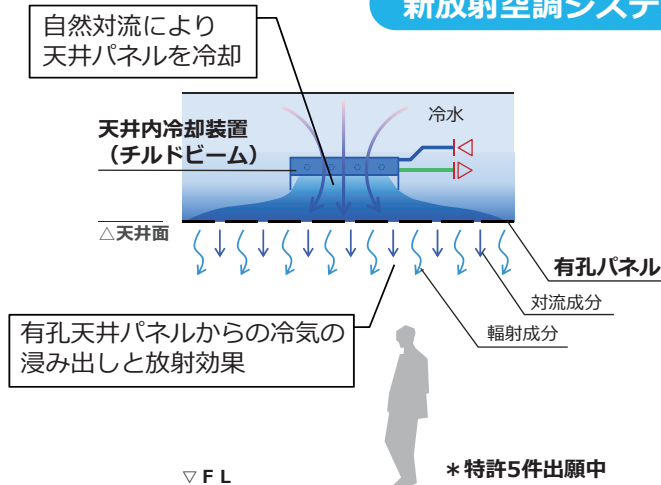 新放射空調システ
自然対流により
天井パネルを冷却
冷水
天井内冷却装置
（チルドビーム）
△天井面
有孔パネル
対流成分
輻射成分
有孔天井パネルからの冷気の
浸み出しと放射効果
▽ＦＬ
＊特許5件出願中